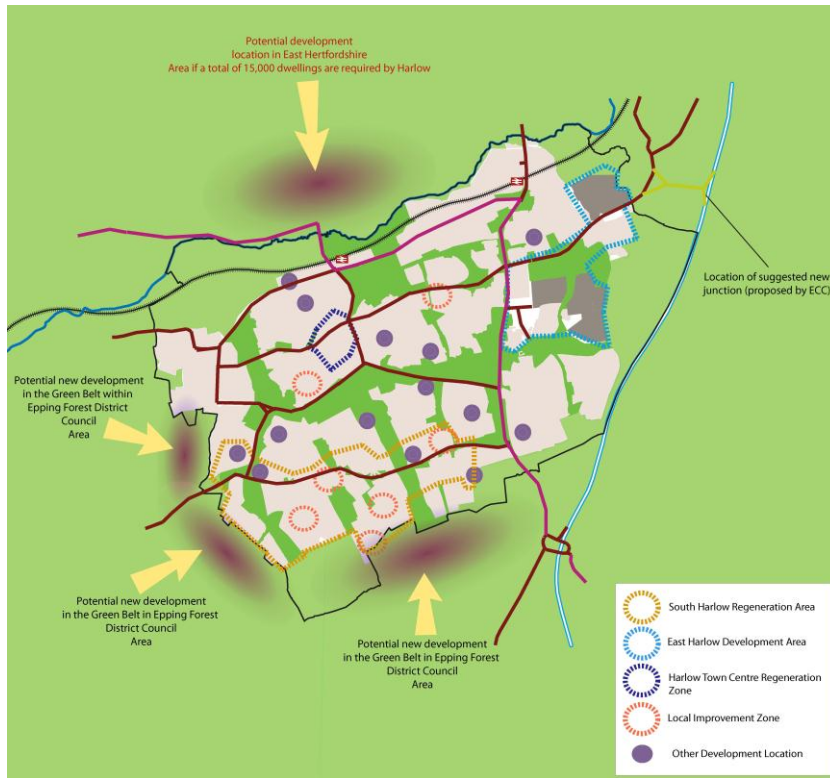 Potential development
location in East Hertfordshire
Area if a total of 15,000 dwellings are required by Harlow
Location of suggested new
junction (proposed by ECC)
Potential new development
in the Green Belt within
Epping Forest District
Council
Area
Potential new development
in the Green Belt in Epping Forest
District Council
Area
Potential new development
in the Green Belt in Epping Forest
District Council
Area
South Harlow Regeneration Area
East Harlow Development Area
Harlow Town Centre Regeneration
Zone
Local Improvement Zone
Other Development Location